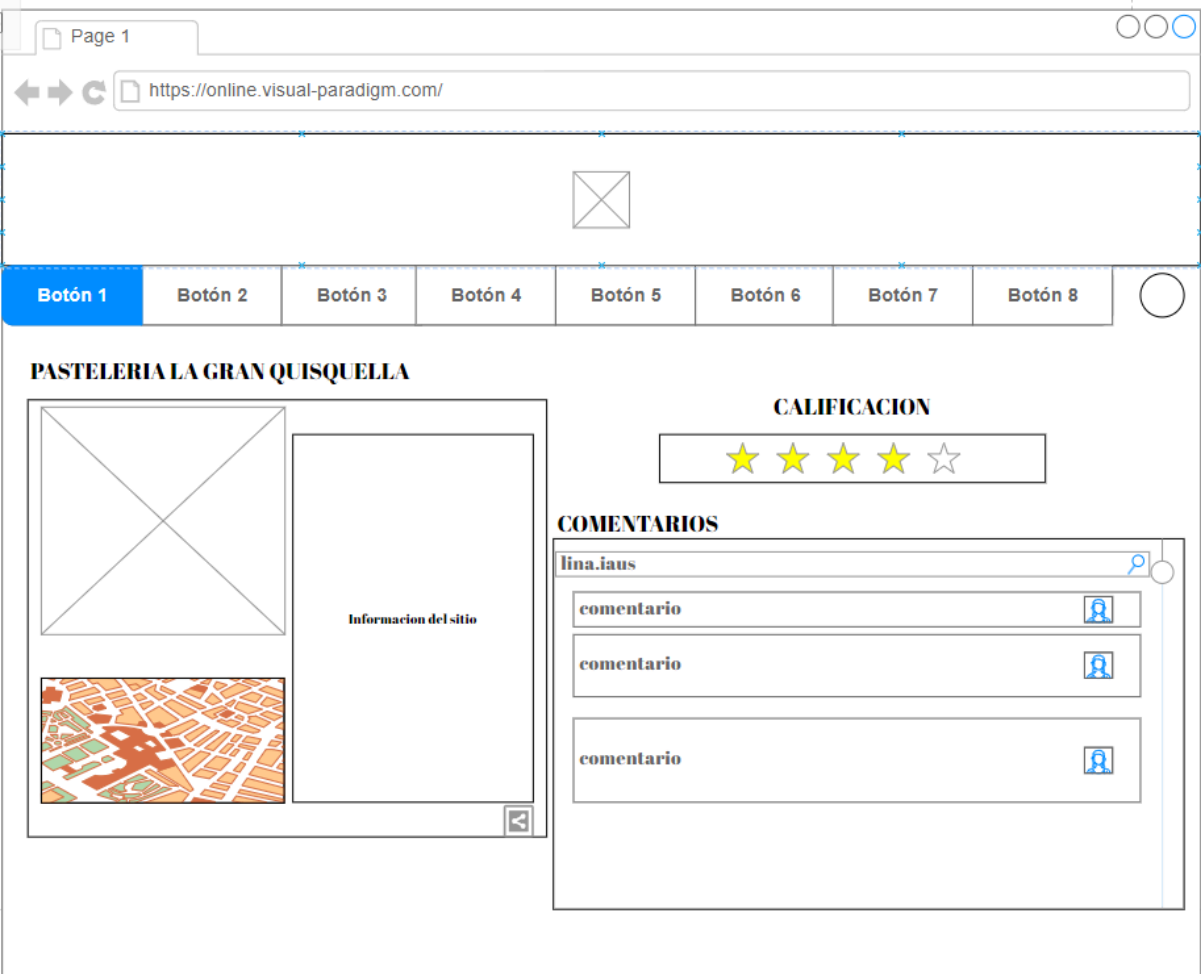 Page 1
https://online.visual-paradigm.com/
Botón 1
Botón 2
Botón 3
Botón 4
Botón 5
Botón 6
Botón 7
Botón 8
PASTELERIA LA GRAN QUISQUELLA
Informacion del sitio
CALIFICACION
COMENTARIOS
lina.iaus
comentario
comentario
comentario